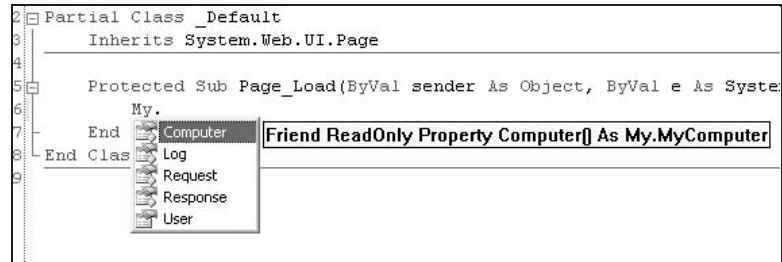 2 Partial Class _Default
3 Inherits System.Web.UI.Page
4
5 Protected Sub Page_Load(ByVal sender As Object, ByVal e As Syste
6 My.
7 End
8 End Clas
9
Computer
Log
Request
Response
User
Friend ReadOnly Property Computer() As My.MyComputer